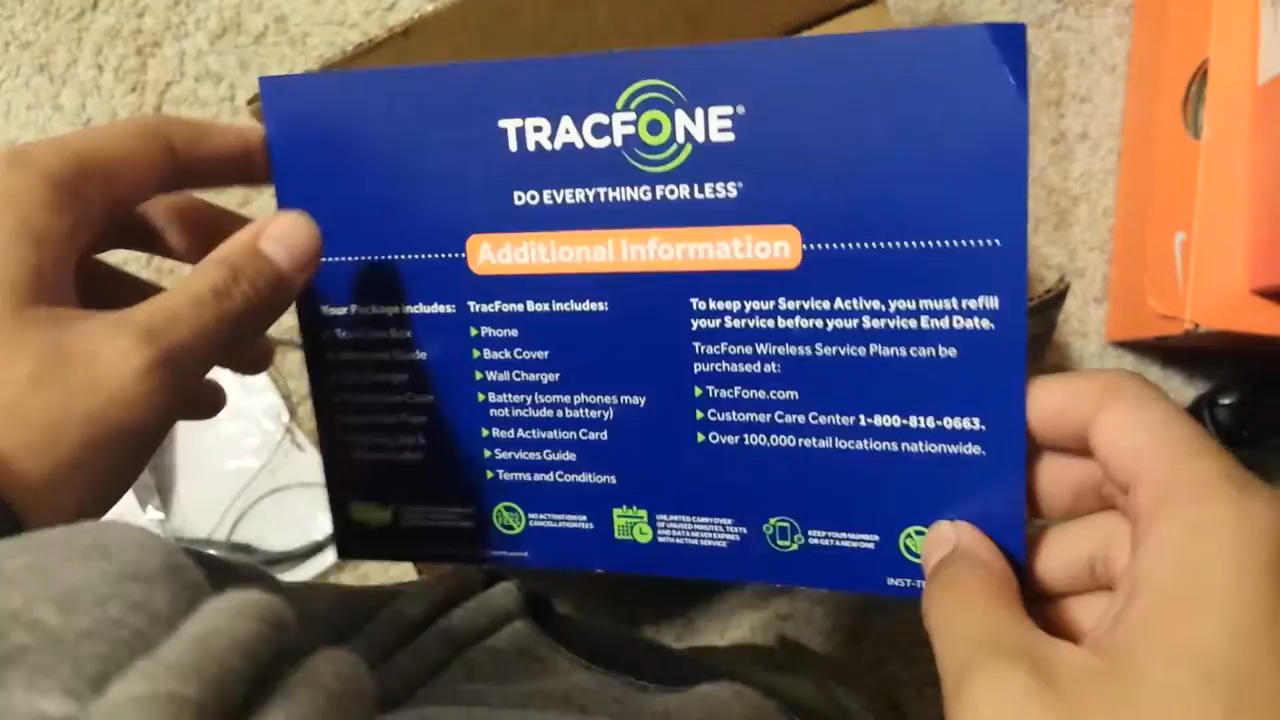 TRACFONE®
DO EVERYTHING FOR LESS®
Additional Information
Your Package includes:
TracFone Box
TracFone Box includes:
Phone
Back Cover
Wall Charger
Battery (some phones may
not include a battery)
Red Activation Card
Services Guide
Terms and Conditions
To keep your Service Active, you must refill
your Service before your Service End Date.
TracFone Wireless Service Plans can be
purchased at:
TracFone.com
Customer Care Center 1-800-816-0663.
Over 100,000 retail locations nationwide.
NO ACTIVATION OR
CANCELLATION FEES
UNLIMITED CARRYOVER®
OF UNUSED MINUTES, TEXTS
AND DATA NEVER EXPIRES
WITH ACTIVE SERVICE
KEEP YOUR NUMBER
OR GET A NEW ONE